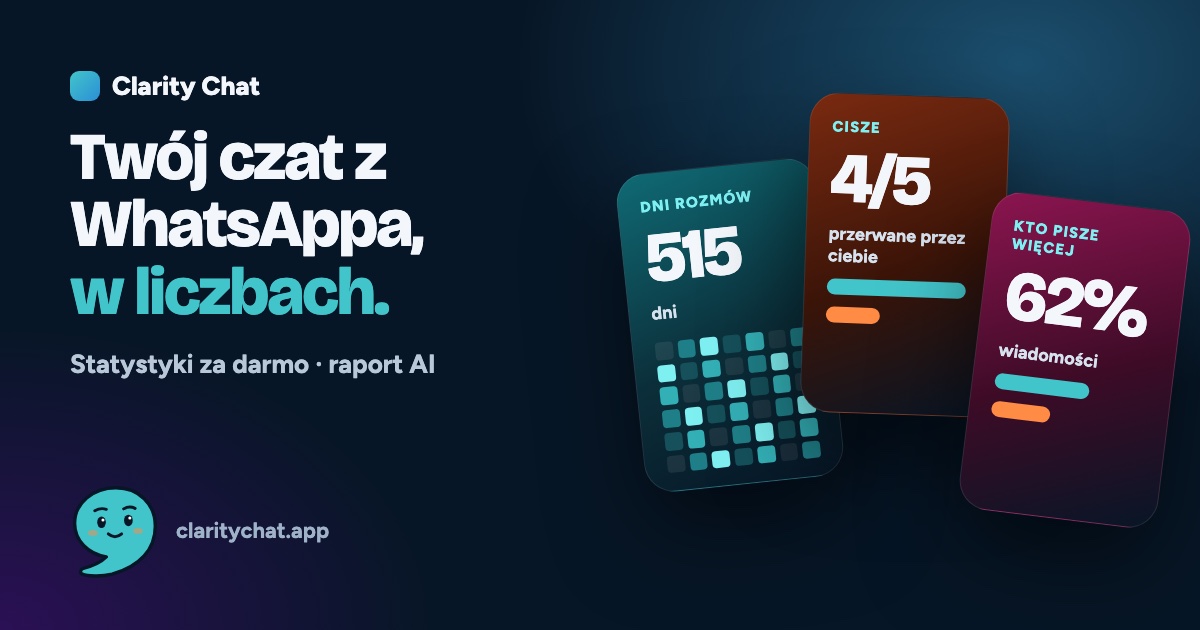 Clarity Chat
Twój czat z
WhatsAppa,
w liczbach.
Statystyki za darmo · raport AI
claritychat.app
DNI ROZMÓW
515
dni
CISZE
4/5
przerwane przez
ciebie
KTO PISZE
WIĘCEJ
62%
wiadomości